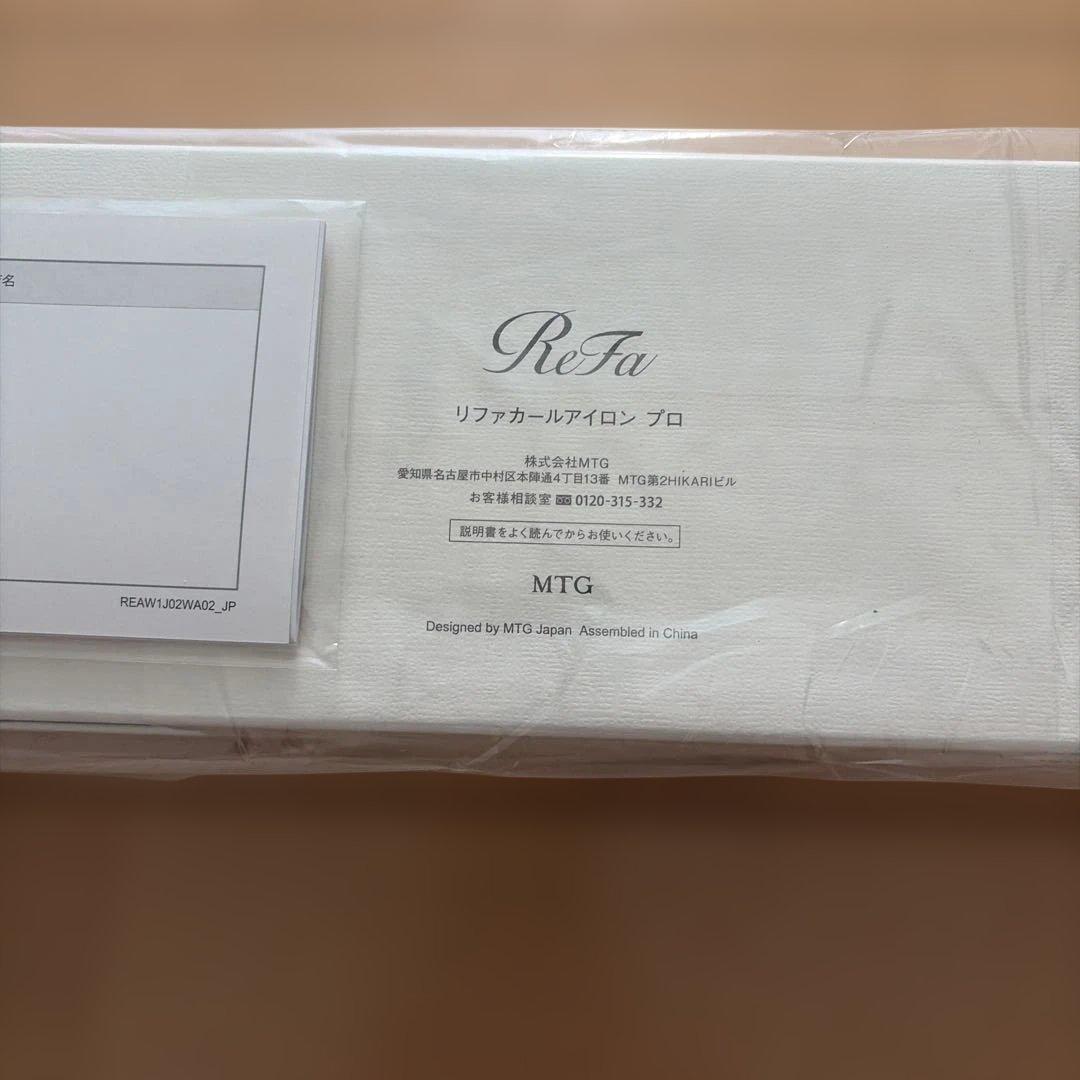 名
REAW1J02WA02_JP
ReFa
リファカールアイロン プロ
株式会社MTG
愛知県名古屋市中村区本陣通4丁目13番 MTG第2HIKARIビル
お客様相談室 0120-315-332
説明書をよく読んでからお使いください。
MTG
Designed by MTG Japan Assembled in China